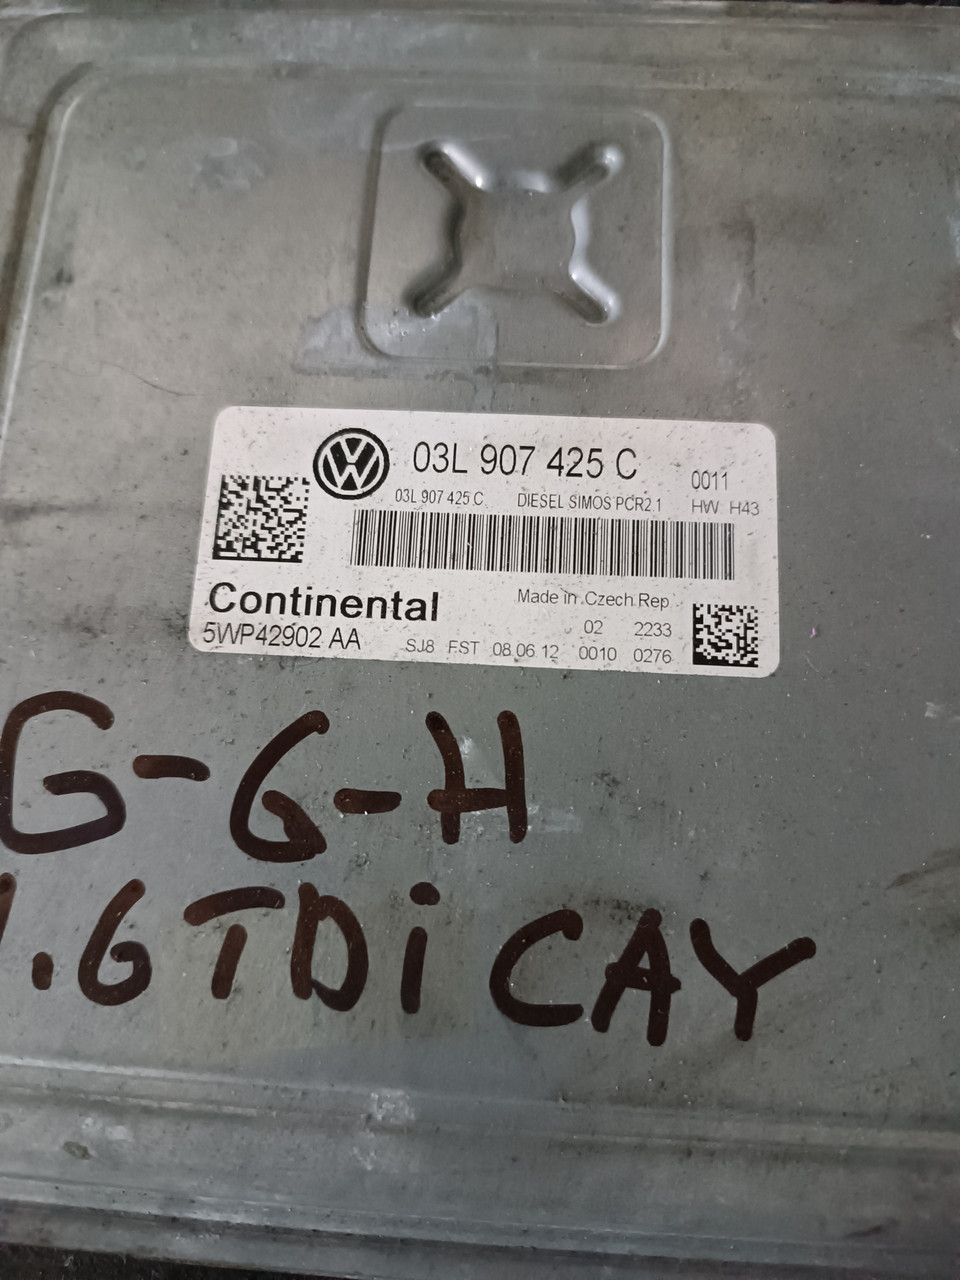 03L 907 425 C 0011
03L 907 425 C DIESEL SIMOS PCR2.1 HW H43
Continental Made in Czech Rep.
02 2233
5WP42902 AA SJ8 FST 08.06.12 0010 0276
G-G-H
1.6TDi CAY